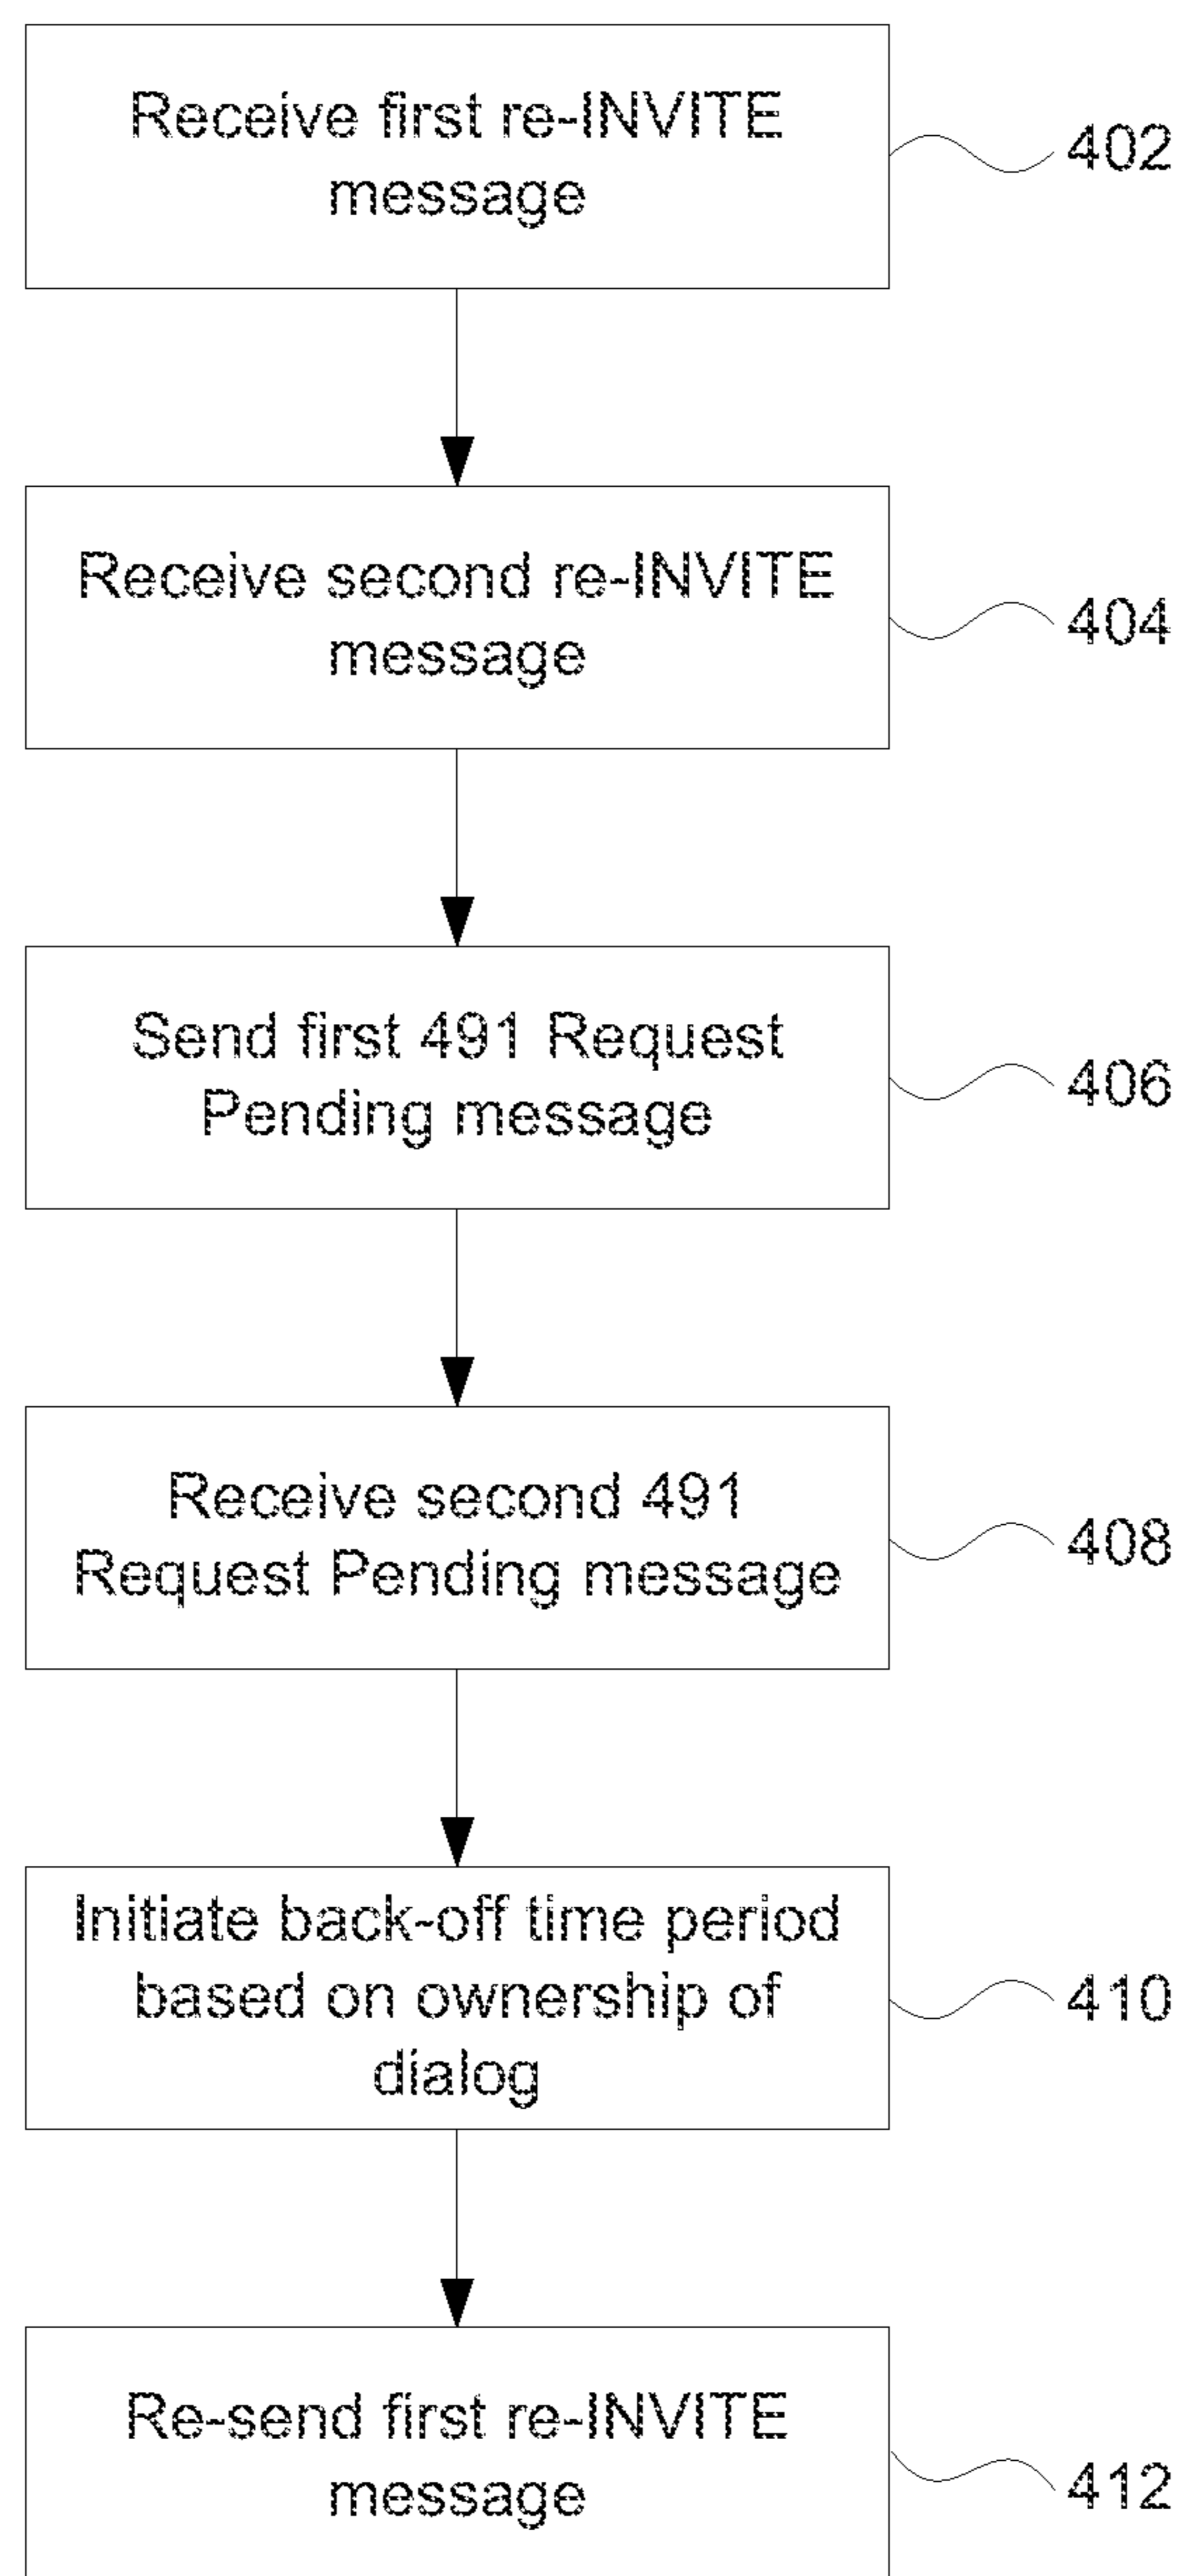 Receive first re-INVITE
message
402
Receive second re-INVITE
message
404
Send first 491 Request
Pending message
406
Receive second 491
Request Pending message
408
Initiate back-off time period
based on ownership of
dialog
410
Re-send first re-INVITE
message
412